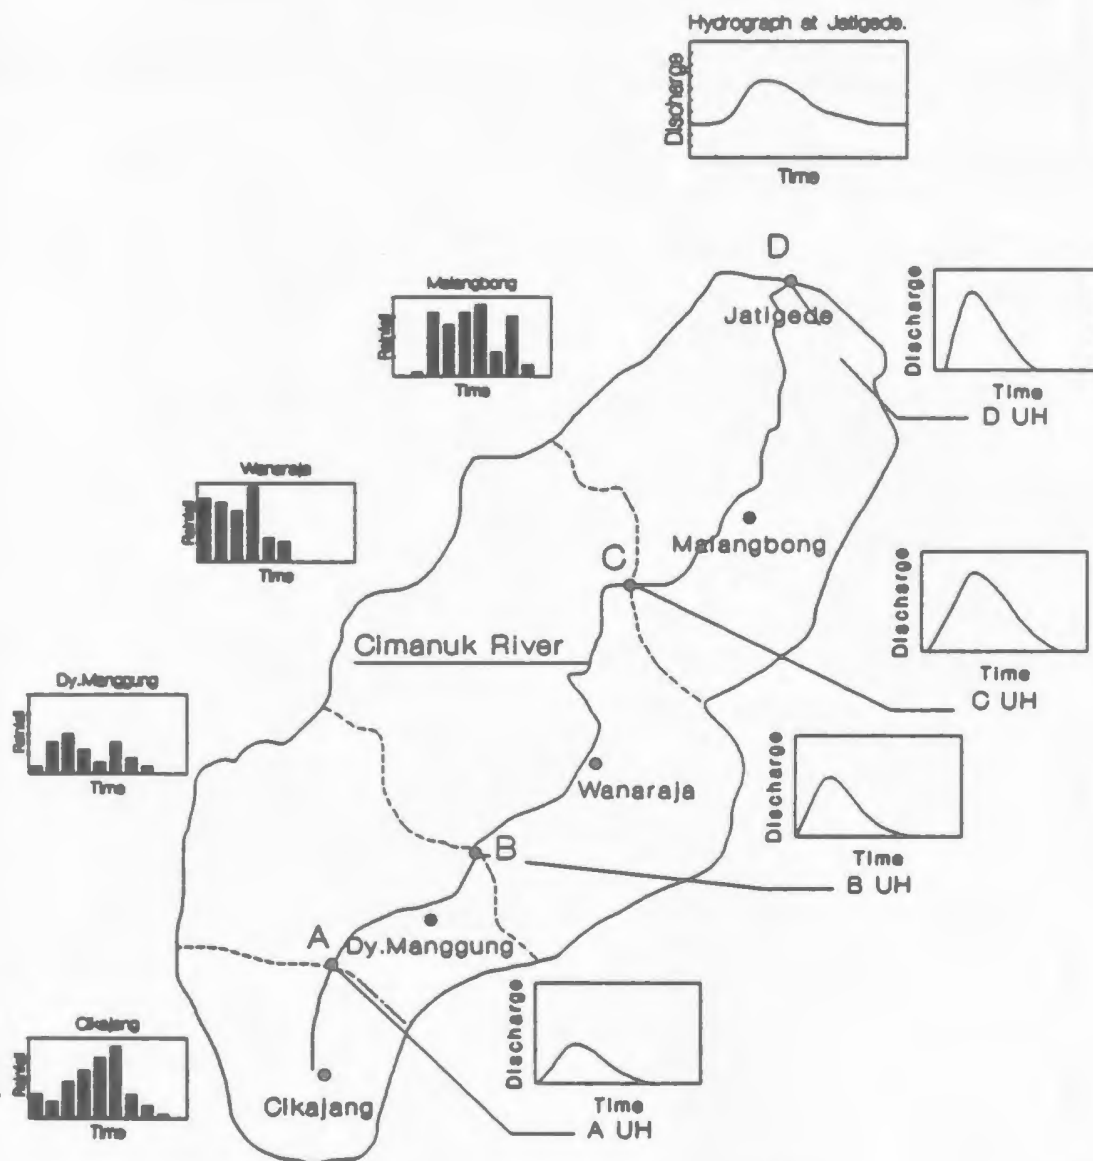 Hydrograph at Jatigede.
Discharge
Time
D
Malangbong
Rainfall
Time
Jatigede
Discharge
Time
D UH
Wanaraja
Rainfall
Time
Malangbong
C
Discharge
Time
C UH
Cimanuk River
Dy.Manggung
Rainfall
Time
Wanaraja
Discharge
Time
B UH
B
A
Dy.Manggung
Cikajang
Rainfall
Time
Cikajang
Discharge
Time
A UH